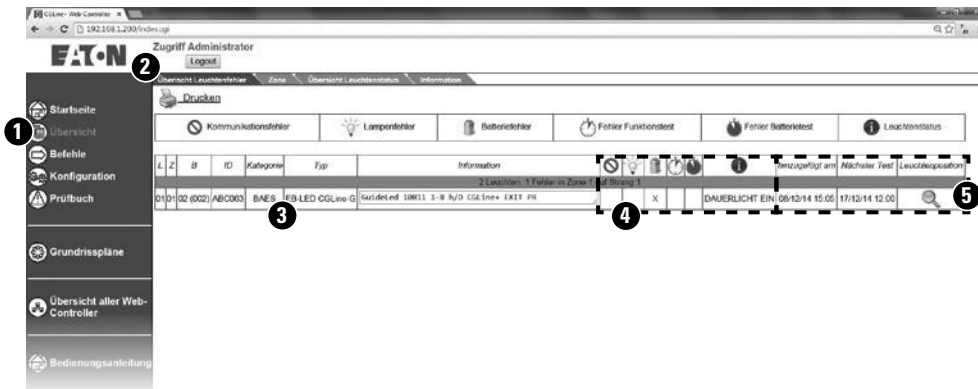 CGLine+ Web-Controller
192.168.1.200/index.cgi
EATON
Zugriff Administrator
Logout
2
Übersicht Leuchtenfehler Zone Übersicht Leuchtenstatus Information
Drucken
Startseite
1
Übersicht
Befehle
Konfiguration
Prüfbuch
Grundrisspläne
Übersicht aller Web-
Controller
Bedienungsanleitung
Kommunikationsfehler Lampenfehler Batteriefehler Fehler Funktionstest Fehler Batterietest Leuchtenstatus
L Z B ID Kategorie Typ Information hinzugefügt am Nächster Test Leuchtenposition
2 Leuchten, 1 Fehler in Zone 1 auf Strang 1
01 01 02 (002) ABC063 BAES EB-LED CGLine-G GuideLed 10811 1-8 h/D CGLine+ EXIT PR X DAUERLICHT EIN 08/12/14 15:05 17/12/14 12:00
3 4 5